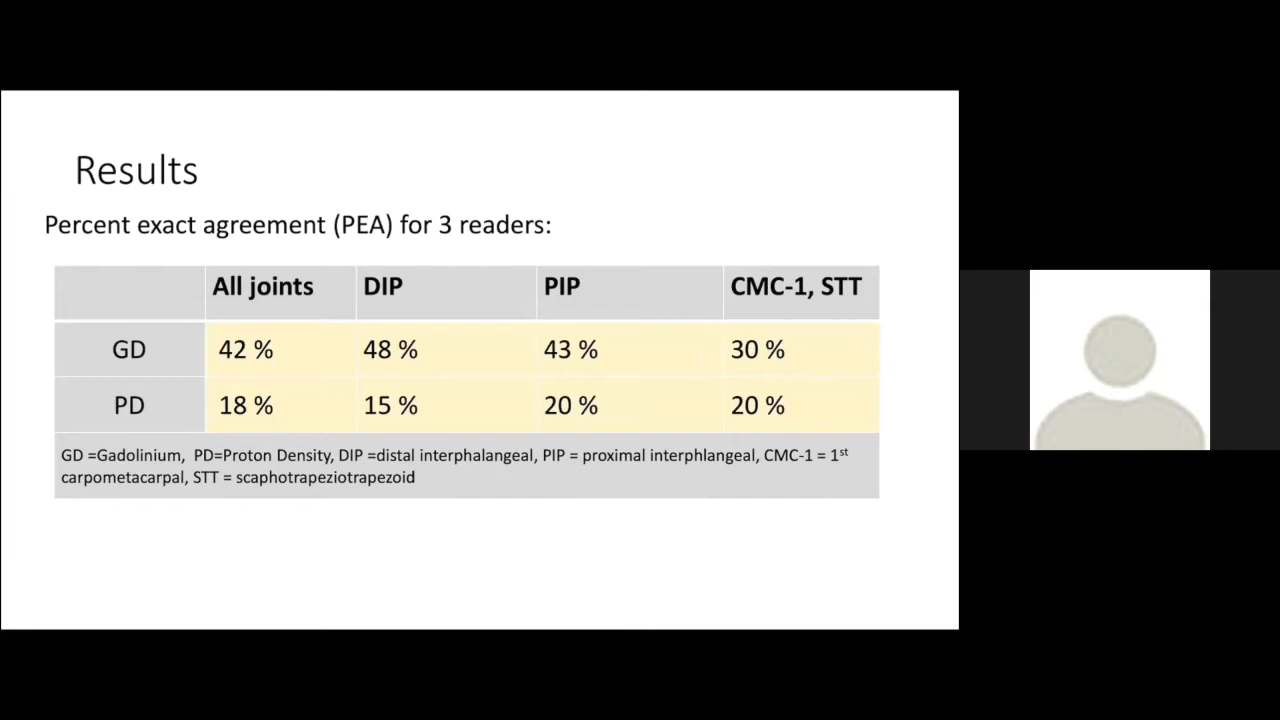 Results
Percent exact agreement (PEA) for 3 readers:
All joints DIP PIP CMC-1, STT
GD 42 % 48 % 43 % 30 %
PD 18 % 15 % 20 % 20 %
GD =Gadolinium, PD=Proton Density, DIP =distal interphalangeal, PIP = proximal interphlangeal, CMC-1 = 1st
carpometacarpal, STT = scaphotrapeziotrapezoid